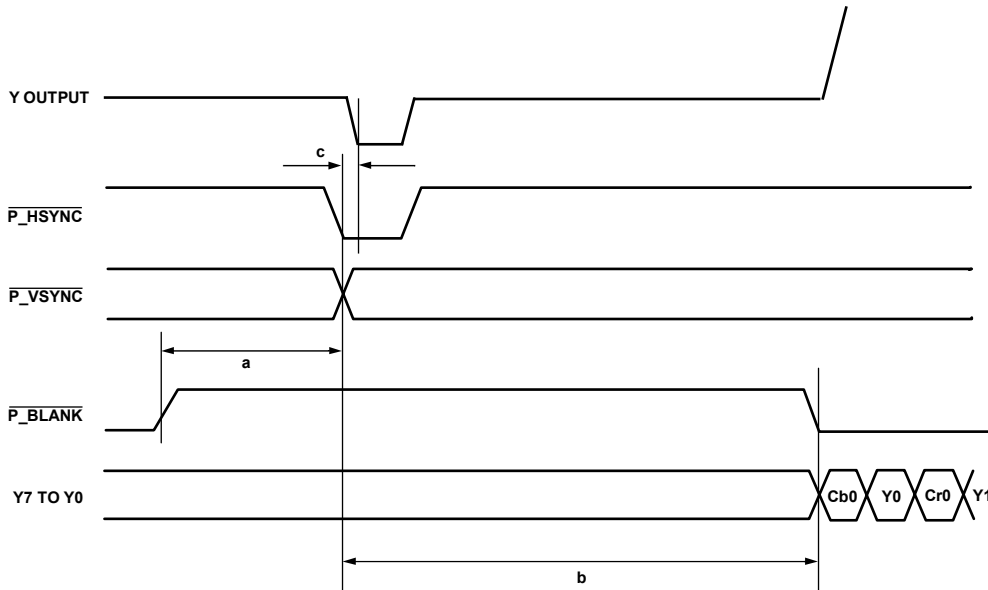 Y OUTPUT
c
P_HSYNC
P_VSYNC
a
P_BLANK
Y7 TO Y0
Cb0 Y0 Cr0 Y1
b